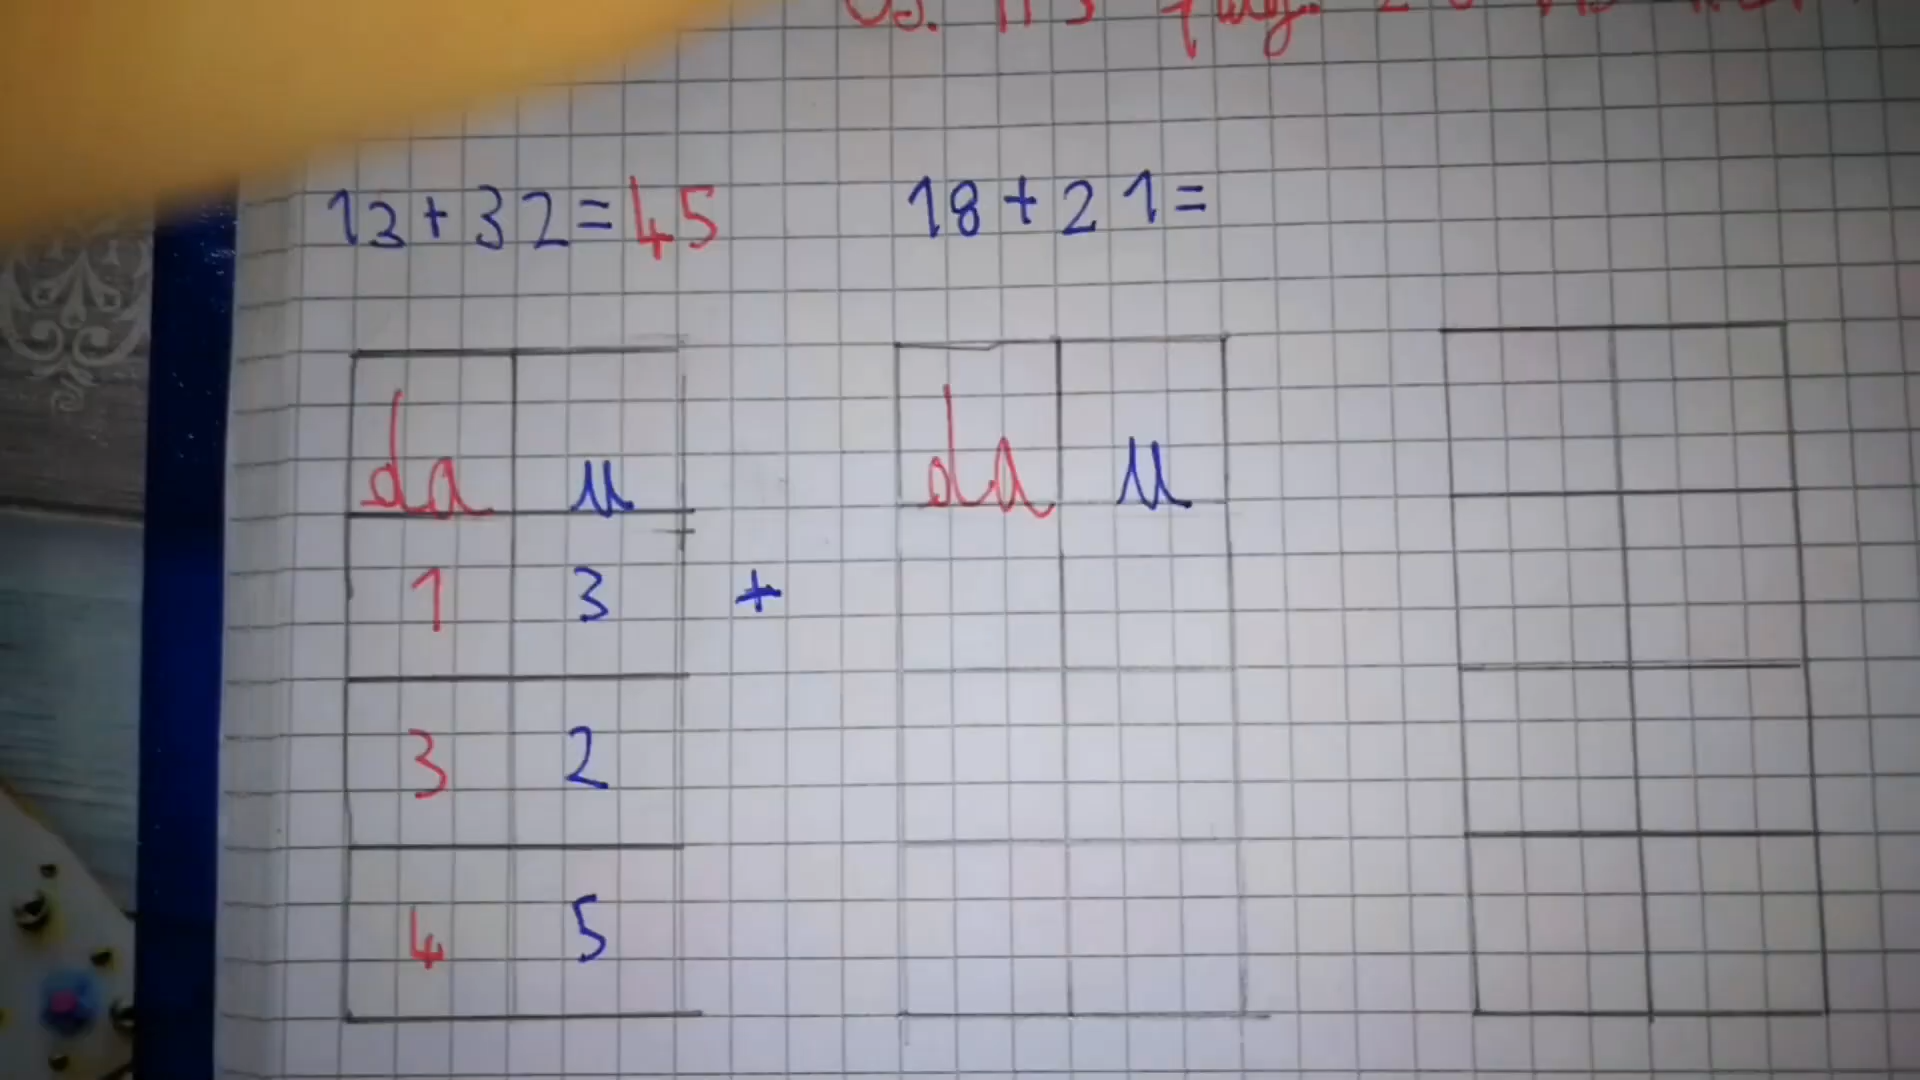 13+32=45 18+21=
da u da u
1 3 +
3 2
4 5